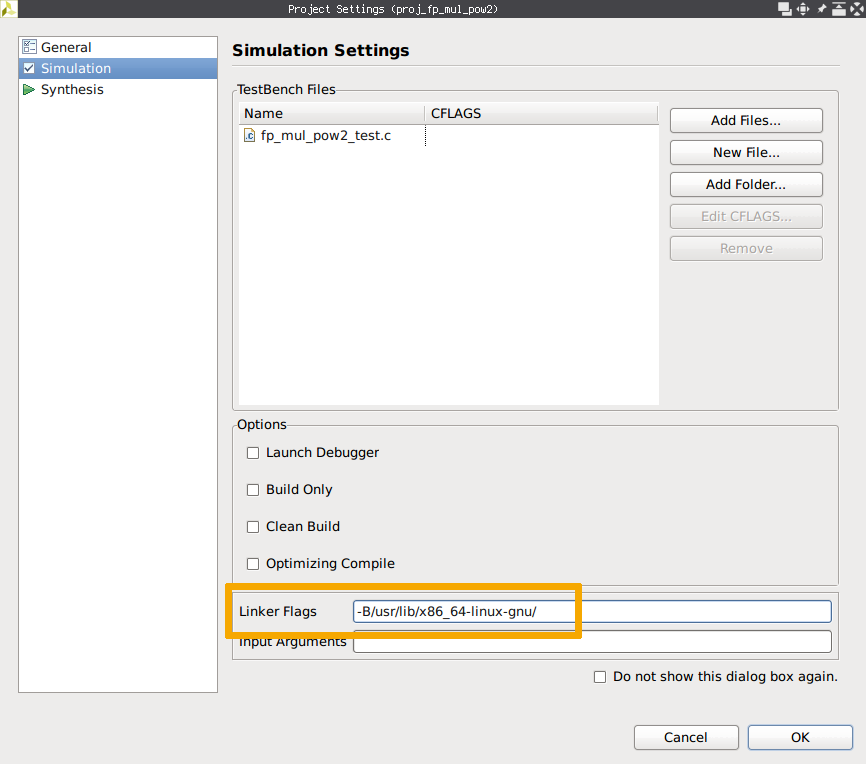 Project Settings (proj_fp_mul_pow2)
General
Simulation
Synthesis
Simulation Settings
TestBench Files
Name CFLAGS
.c fp_mul_pow2_test.c
Add Files...
New File...
Add Folder...
Edit CFLAGS...
Remove
Options
Launch Debugger
Build Only
Clean Build
Optimizing Compile
Linker Flags -B/usr/lib/x86_64-linux-gnu/
Input Arguments
Do not show this dialog box again.
Cancel OK